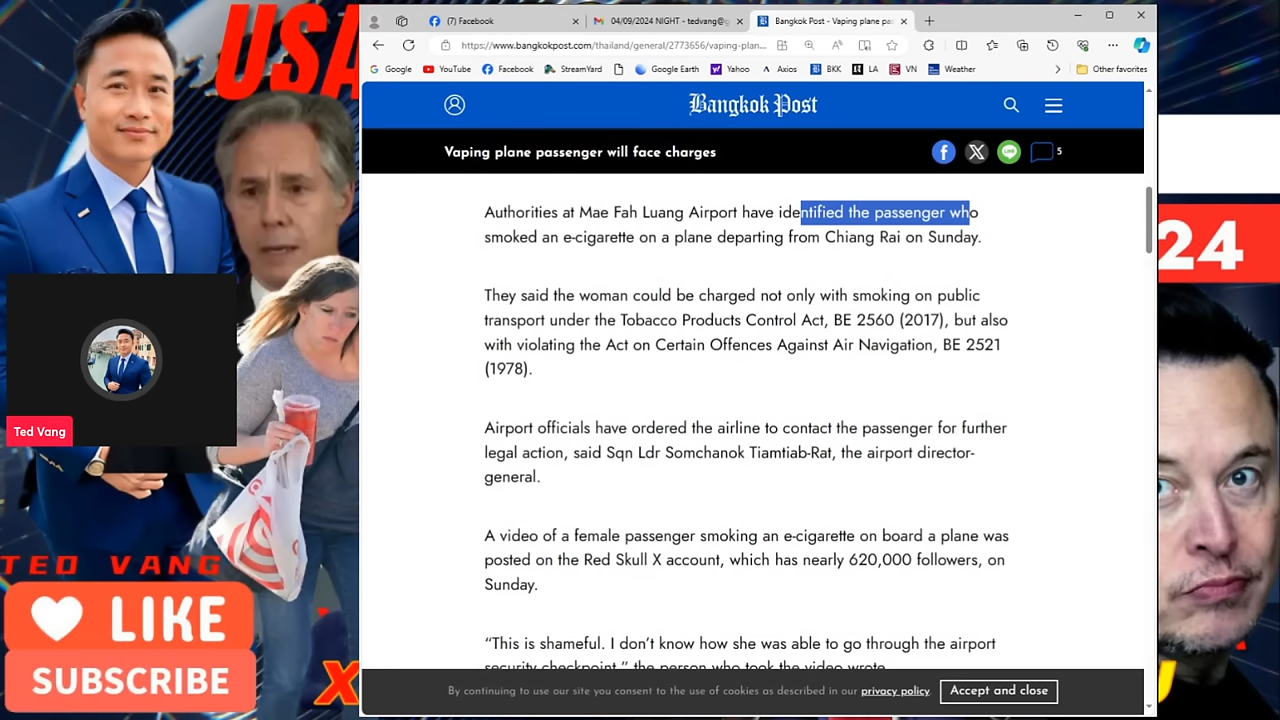 USA
(7) Facebook
04/09/2024 NIGHT - tedvang@g
Bangkok Post - Vaping plane pas
https://www.bangkokpost.com/thailand/general/2773656/vaping-plan...
Google
YouTube
Facebook
StreamYard
Google Earth
Yahoo
Axios
BKK
LA
VN
Weather
Other favorites
Bangkok Post
Vaping plane passenger will face charges
5
Authorities at Mae Fah Luang Airport have identified the passenger who
smoked an e-cigarette on a plane departing from Chiang Rai on Sunday.
They said the woman could be charged not only with smoking on public
transport under the Tobacco Products Control Act, BE 2560 (2017), but also
with violating the Act on Certain Offences Against Air Navigation, BE 2521
(1978).
Airport officials have ordered the airline to contact the passenger for further
legal action, said Sqn Ldr Somchanok Tiamtiab-Rat, the airport director-
general.
A video of a female passenger smoking an e-cigarette on board a plane was
posted on the Red Skull X account, which has nearly 620,000 followers, on
Sunday.
“This is shameful. I don’t know how she was able to go through the airport
security checkpoint,” the person who took the video wrote.
By continuing to use our site you consent to the use of cookies as described in our privacy policy.
Accept and close
24
Ted Vang
TED VANG
LIKE
SUBSCRIBE
X